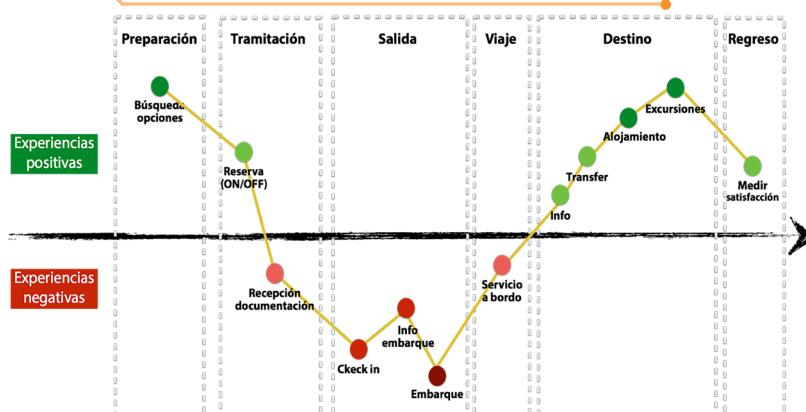 Preparación
Tramitación
Salida
Viaje
Destino
Regreso
Experiencias
positivas
Experiencias
negativas
Búsqueda
opciones
Reserva
(ON/OFF)
Recepción
documentación
Ckeck in
Info
embarque
Embarque
Servicio
a bordo
Info
Transfer
Alojamiento
Excursiones
Medir
satisfacción